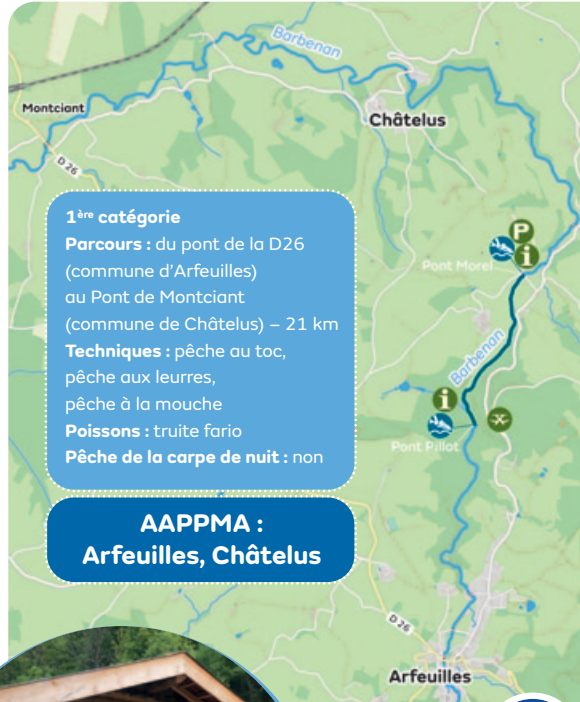 Barbenan
Montciant
Châtelus
D 26
1ère catégorie
Parcours : du pont de la D26
(commune d'Arfeuilles)
au Pont de Montciant
(commune de Châtelus) – 21 km
Techniques : pêche au toc,
pêche aux leurres,
pêche à la mouche
Poissons : truite fario
Pêche de la carpe de nuit : non
P
i
Pont Morel
Barbenan
i
Pont Pillot
AAPPMA :
Arfeuilles, Châtelus
D 26
Arfeuilles